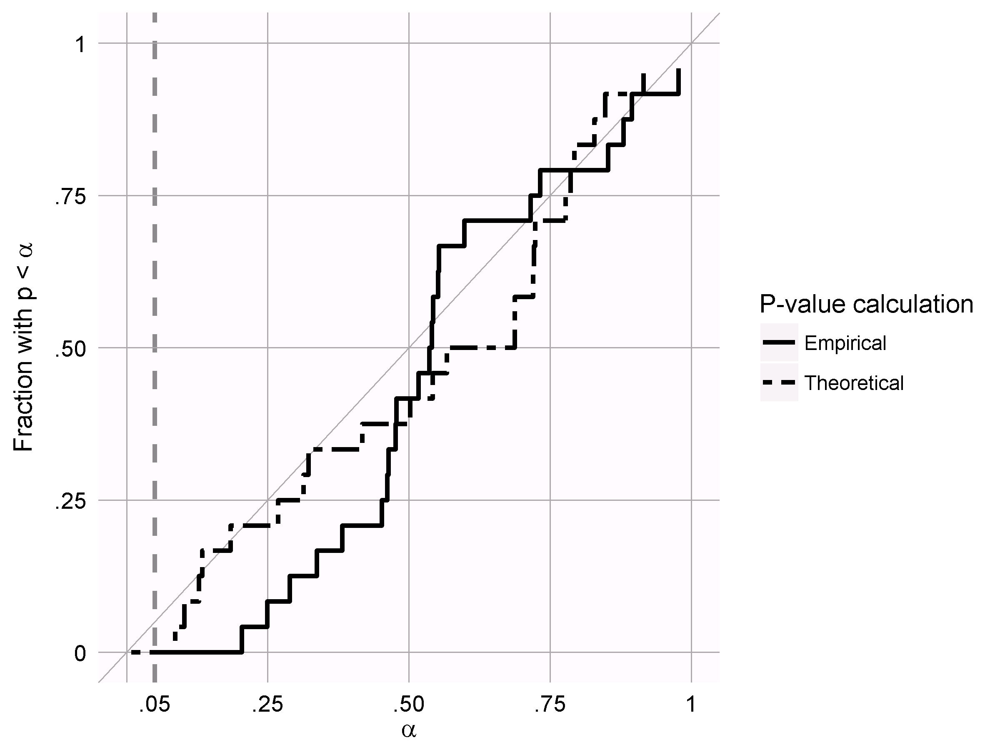 1
.75
.50
.25
0
Fraction with p < α
.05
.25
.50
.75
1
α
P-value calculation
Empirical
Theoretical